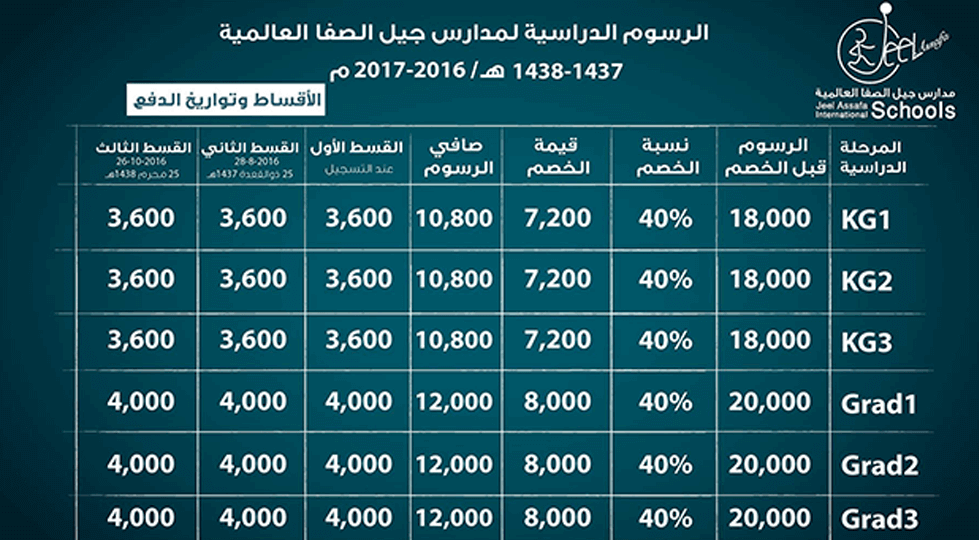 الرسوم الدراسية لمدارس جيل الصفا العالمية
1438-1437 هـ/ 2016-2017 م
الأقساط وتواريخ الدفع
Jeel Assafa
مدارس جيل الصفا العالمية
Jeel Assafa
International Schools
المرحلة الدراسية | الرسوم قبل الخصم | نسبة الخصم | قيمة الخصم | صافي الرسوم | القسط الأول عند التسجيل | القسط الثاني 28-8-2016 25 ذوالقعدة 1437هـ | القسط الثالث 26-10-2016 25 محرم 1438هـ
KG1 | 18,000 | 40% | 7,200 | 10,800 | 3,600 | 3,600 | 3,600
KG2 | 18,000 | 40% | 7,200 | 10,800 | 3,600 | 3,600 | 3,600
KG3 | 18,000 | 40% | 7,200 | 10,800 | 3,600 | 3,600 | 3,600
Grad1 | 20,000 | 40% | 8,000 | 12,000 | 4,000 | 4,000 | 4,000
Grad2 | 20,000 | 40% | 8,000 | 12,000 | 4,000 | 4,000 | 4,000
Grad3 | 20,000 | 40% | 8,000 | 12,000 | 4,000 | 4,000 | 4,000